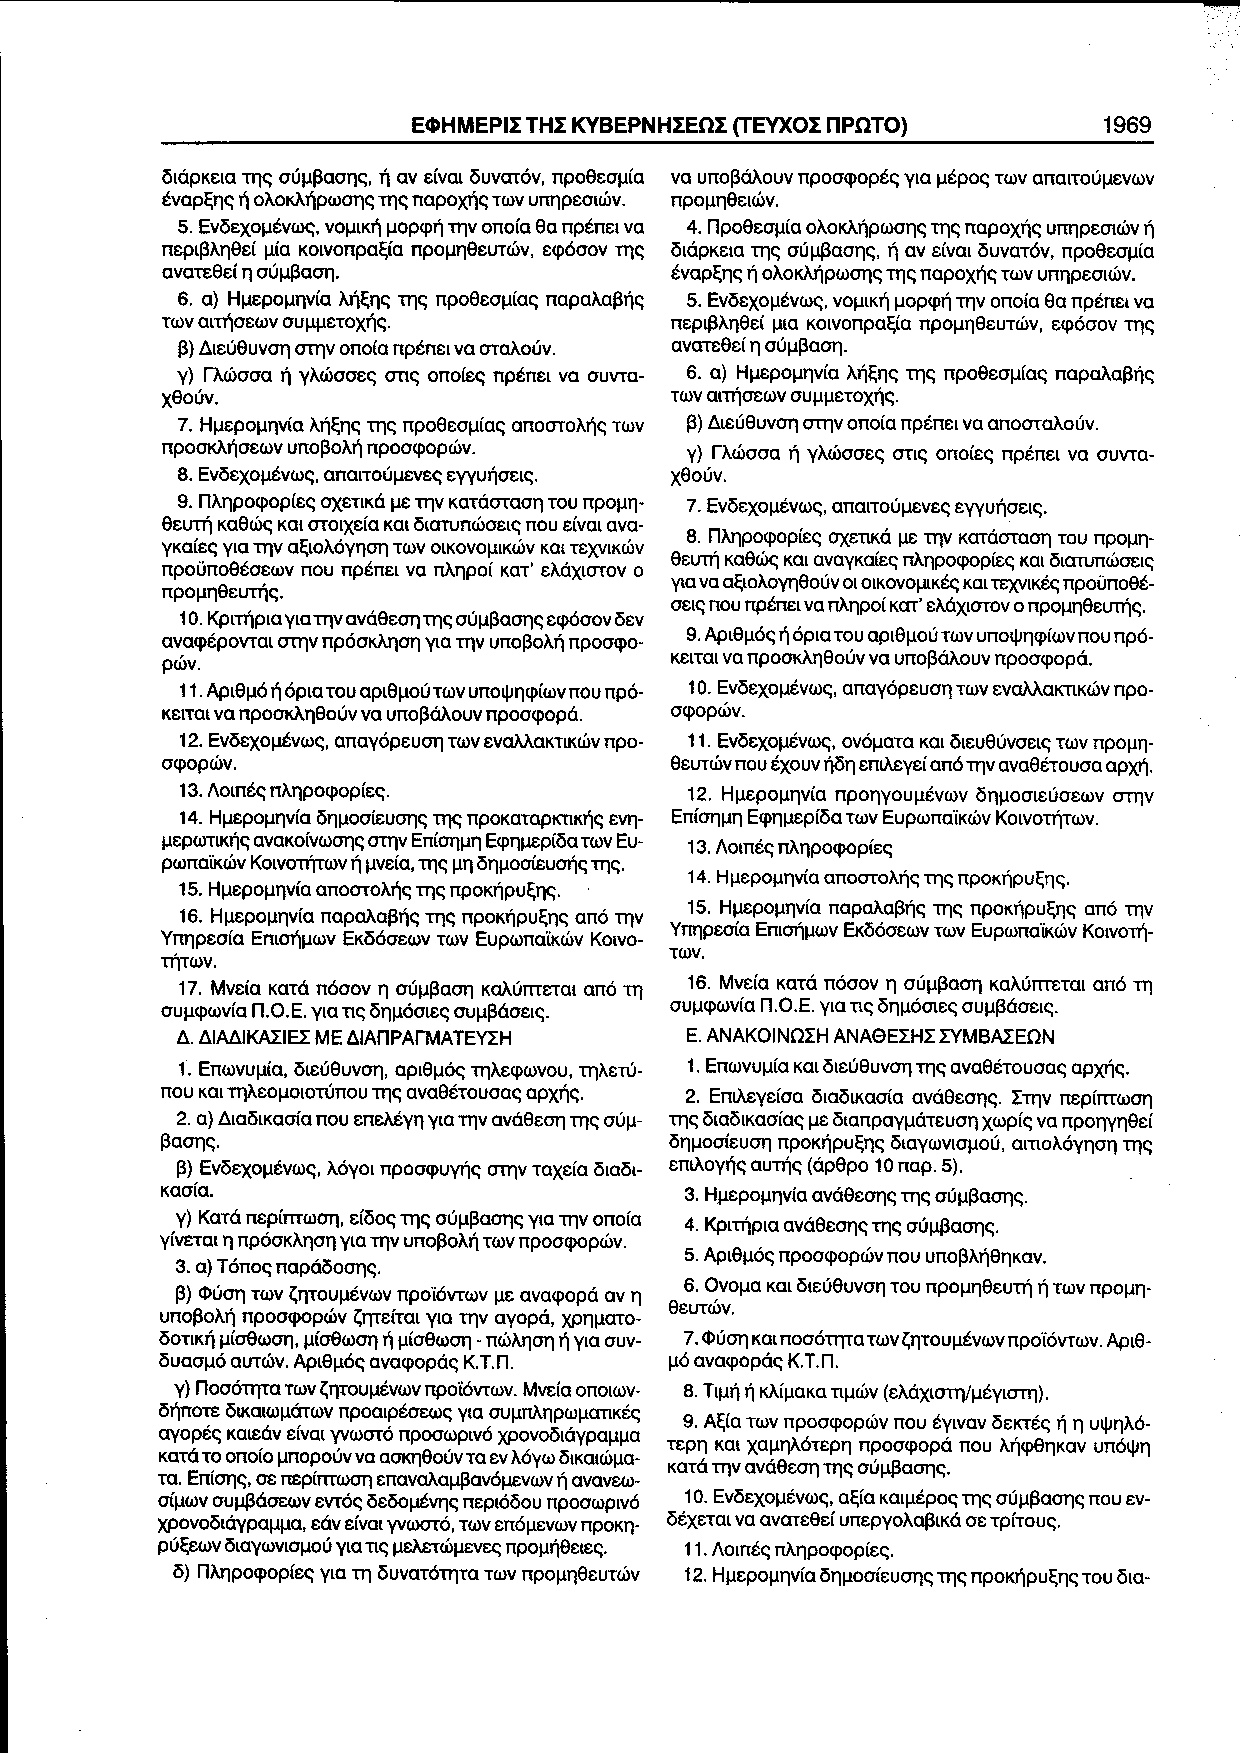 ΕΦΗΜΕΡΙΣ ΤΗΣ ΚΥΒΕΡΝΗΣΕΩΣ (ΤΕΥΧΟΣ ΠΡΩΤΟ) 1969
διάρκεια της σύμβασης, ή αν είναι δυνατόν, προθεσμία
έναρξης ή ολοκλήρωσης της παροχής των υπηρεσιών.
5. Ενδεχομένως, νομική μορφή την οποία θα πρέπει να
περιβληθεί μία κοινοπραξία προμηθευτών, εφόσον της
ανατεθεί η σύμβαση.
6. α) Ημερομηνία λήξης της προθεσμίας παραλαβής
των αιτήσεων συμμετοχής.
β) Διεύθυνση στην οποία πρέπει να σταλούν.
γ) Γλώσσα ή γλώσσες στις οποίες πρέπει να συντα-
χθούν.
7. Ημερομηνία λήξης της προθεσμίας αποστολής των
προσκλήσεων υποβολή προσφορών.
8. Ενδεχομένως, απαιτούμενες εγγυήσεις.
9. Πληροφορίες σχετικά με την κατάσταση του προμη-
θευτή καθώς και στοιχεία και διατυπώσεις που είναι ανα-
γκαίες για την αξιολόγηση των οικονομικών και τεχνικών
προϋποθέσεων που πρέπει να πληροί κατ' ελάχιστον ο
προμηθευτής.
10. Κριτήρια για την ανάθεση της σύμβασης εφόσον δεν
αναφέρονται στην πρόσκληση για την υποβολή προσφο-
ρών.
11. Αριθμό ή όρια του αριθμού των υποψηφίων που πρό-
κειται να προσκληθούν να υποβάλουν προσφορά.
12. Ενδεχομένως, απαγόρευση των εναλλακτικών προ-
σφορών.
13. Λοιπές πληροφορίες.
14. Ημερομηνία δημοσίευσης της προκαταρκτικής ενη-
μερωτικής ανακοίνωσης στην Επίσημη Εφημερίδα των Ευ-
ρωπαϊκών Κοινοτήτων ή μνεία, της μη δημοσίευσής της.
15. Ημερομηνία αποστολής της προκήρυξης.
16. Ημερομηνία παραλαβής της προκήρυξης από την
Υπηρεσία Επισήμων Εκδόσεων των Ευρωπαϊκών Κοινο-
τήτων.
17. Μνεία κατά πόσον η σύμβαση καλύπτεται από τη
συμφωνία Π.Ο.Ε. για τις δημόσιες συμβάσεις.
Δ. ΔΙΑΔΙΚΑΣΙΕΣ ΜΕ ΔΙΑΠΡΑΓΜΑΤΕΥΣΗ
1. Επωνυμία, διεύθυνση, αριθμός τηλεφωνου, τηλετύ-
που και τηλεομοιοτύπου της αναθέτουσας αρχής.
2. α) Διαδικασία που επελέγη για την ανάθεση της σύμ-
βασης.
β) Ενδεχομένως, λόγοι προσφυγής στην ταχεία διαδι-
κασία.
γ) Κατά περίπτωση, είδος της σύμβασης για την οποία
γίνεται η πρόσκληση για την υποβολή των προσφορών.
3. α) Τόπος παράδοσης.
β) Φύση των ζητουμένων προϊόντων με αναφορά αν η
υποβολή προσφορών ζητείται για την αγορά, χρηματο-
δοτική μίσθωση, μίσθωση ή μίσθωση - πώληση ή για συν-
δυασμό αυτών. Αριθμός αναφοράς Κ.Τ.Π.
γ) Ποσότητα των ζητουμένων προϊόντων. Μνεία οποιων-
δήποτε δικαιωμάτων προαιρέσεως για συμπληρωματικές
αγορές και εάν είναι γνωστό προσωρινό χρονοδιάγραμμα
κατά το οποίο μπορούν να ασκηθούν τα εν λόγω δικαιώμα-
τα. Επίσης, σε περίπτωση επαναλαμβανόμενων ή ανανεω-
σίμων συμβάσεων εντός δεδομένης περιόδου προσωρινό
χρονοδιάγραμμα, εάν είναι γνωστό, των επόμενων προκη-
ρύξεων διαγωνισμού για τις μελετώμενες προμήθειες.
δ) Πληροφορίες για τη δυνατότητα των προμηθευτών
να υποβάλουν προσφορές για μέρος των απαιτούμενων
προμηθειών.
4. Προθεσμία ολοκλήρωσης της παροχής υπηρεσιών ή
διάρκεια της σύμβασης, ή αν είναι δυνατόν, προθεσμία
έναρξης ή ολοκλήρωσης της παροχής των υπηρεσιών.
5. Ενδεχομένως, νομική μορφή την οποία θα πρέπει να
περιβληθεί μια κοινοπραξία προμηθευτών, εφόσον της
ανατεθεί η σύμβαση.
6. α) Ημερομηνία λήξης της προθεσμίας παραλαβής
των αιτήσεων συμμετοχής.
β) Διεύθυνση στην οποία πρέπει να αποσταλούν.
γ) Γλώσσα ή γλώσσες στις οποίες πρέπει να συντα-
χθούν.
7. Ενδεχομένως, απαιτούμενες εγγυήσεις.
8. Πληροφορίες σχετικά με την κατάσταση του προμη-
θευτή καθώς και αναγκαίες πληροφορίες και διατυπώσεις
για να αξιολογηθούν οι οικονομικές και τεχνικές προϋποθέ-
σεις που πρέπει να πληροί κατ' ελάχιστον ο προμηθευτής.
9. Αριθμός ή όρια του αριθμού των υποψηφίων που πρό-
κειται να προσκληθούν να υποβάλουν προσφορά.
10. Ενδεχομένως, απαγόρευση των εναλλακτικών προ-
σφορών.
11. Ενδεχομένως, ονόματα και διευθύνσεις των προμη-
θευτών που έχουν ήδη επιλεγεί από την αναθέτουσα αρχή.
12. Ημερομηνία προηγουμένων δημοσιεύσεων στην
Επίσημη Εφημερίδα των Ευρωπαϊκών Κοινοτήτων.
13. Λοιπές πληροφορίες
14. Ημερομηνία αποστολής της προκήρυξης.
15. Ημερομηνία παραλαβής της προκήρυξης από την
Υπηρεσία Επισήμων Εκδόσεων των Ευρωπαϊκών Κοινοτή-
των.
16. Μνεία κατά πόσον η σύμβαση καλύπτεται από τη
συμφωνία Π.Ο.Ε. για τις δημόσιες συμβάσεις.
Ε. ΑΝΑΚΟΙΝΩΣΗ ΑΝΑΘΕΣΗΣ ΣΥΜΒΑΣΕΩΝ
1. Επωνυμία και διεύθυνση της αναθέτουσας αρχής.
2. Επιλεγείσα διαδικασία ανάθεσης. Στην περίπτωση
της διαδικασίας με διαπραγμάτευση χωρίς να προηγηθεί
δημοσίευση προκήρυξης διαγωνισμού, αιτιολόγηση της
επιλογής αυτής (άρθρο 10 παρ. 5).
3. Ημερομηνία ανάθεσης της σύμβασης.
4. Κριτήρια ανάθεσης της σύμβασης.
5. Αριθμός προσφορών που υποβλήθηκαν.
6. Ονομα και διεύθυνση του προμηθευτή ή των προμη-
θευτών.
7. Φύση και ποσότητα των ζητουμένων προϊόντων. Αριθ-
μό αναφοράς Κ.Τ.Π.
8. Τιμή ή κλίμακα τιμών (ελάχιστη/μέγιστη).
9. Αξία των προσφορών που έγιναν δεκτές ή η υψηλό-
τερη και χαμηλότερη προσφορά που λήφθηκαν υπόψη
κατά την ανάθεση της σύμβασης.
10. Ενδεχομένως, αξία και μέρος της σύμβασης που εν-
δέχεται να ανατεθεί υπεργολαβικά σε τρίτους.
11. Λοιπές πληροφορίες.
12. Ημερομηνία δημοσίευσης της προκήρυξης του δια-